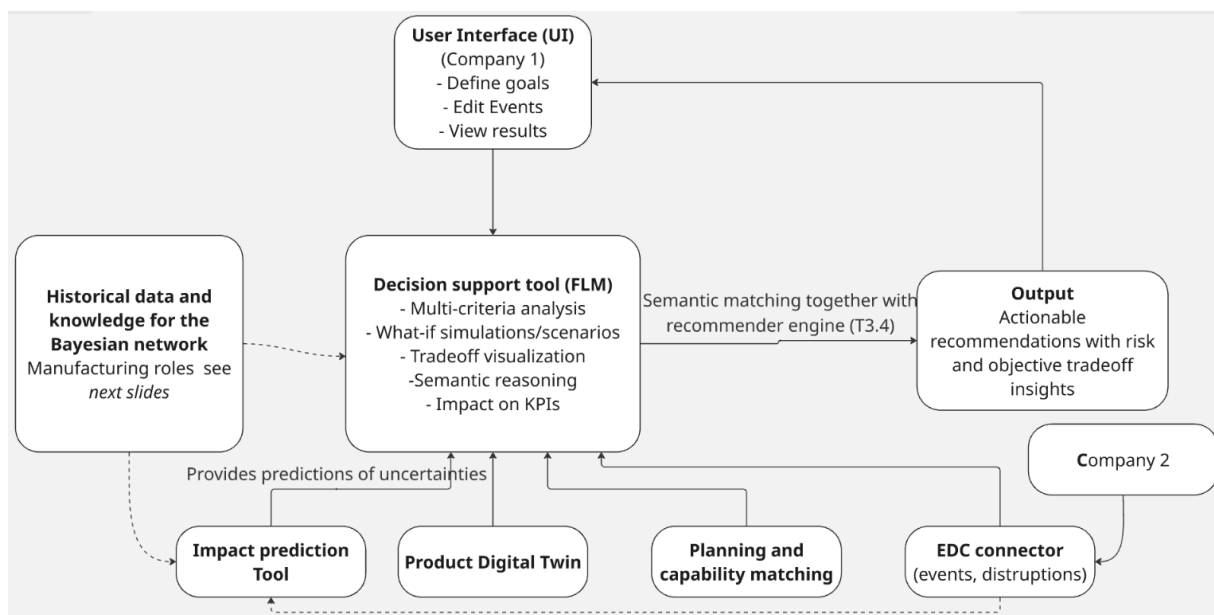 User Interface (UI)
(Company 1)
- Define goals
- Edit Events
- View results
Historical data and
knowledge for the
Bayesian network
Manufacturing roles  see
next slides
Decision support tool (FLM)
- Multi-criteria analysis
- What-if simulations/scenarios
- Tradeoff visualization
-Semantic reasoning
- Impact on KPIs
Semantic matching together with
recommender engine (T3.4)
Output
Actionable
recommendations with risk
and objective tradeoff
insights
Company 2
Provides predictions of uncertainties
Impact prediction
Tool
Product Digital Twin
Planning and
capability matching
EDC connector
(events, distruptions)